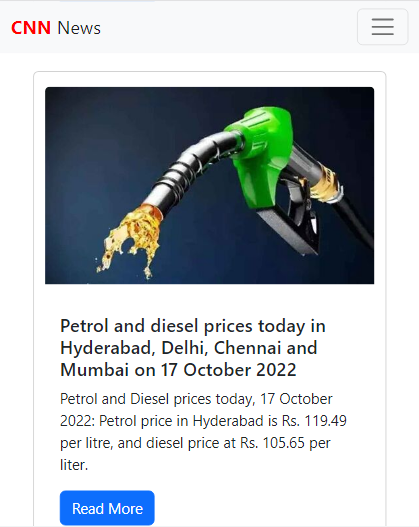 CNN News
Petrol and diesel prices today in
Hyderabad, Delhi, Chennai and
Mumbai on 17 October 2022
Petrol and Diesel prices today, 17 October
2022: Petrol price in Hyderabad is Rs. 119.49
per litre, and diesel price at Rs. 105.65 per
liter.
Read More